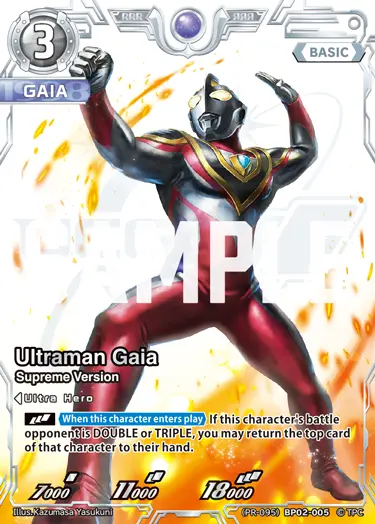 3
BASIC
GAIA
SAMPLE
Ultraman Gaia
Supreme Version
Ultra Hero
When this character enters play If this character's battle
opponent is DOUBLE or TRIPLE, you may return the top card
of that character to their hand.
7000 11000 18000
Illus. Kazumasa Yasukuni (PR-095) BP02-005 © TPC